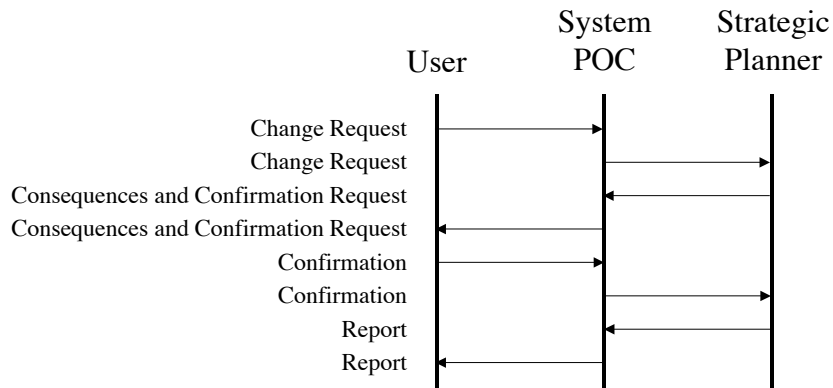 User
System
POC
Strategic
Planner
Change Request
Change Request
Consequences and Confirmation Request
Consequences and Confirmation Request
Confirmation
Confirmation
Report
Report